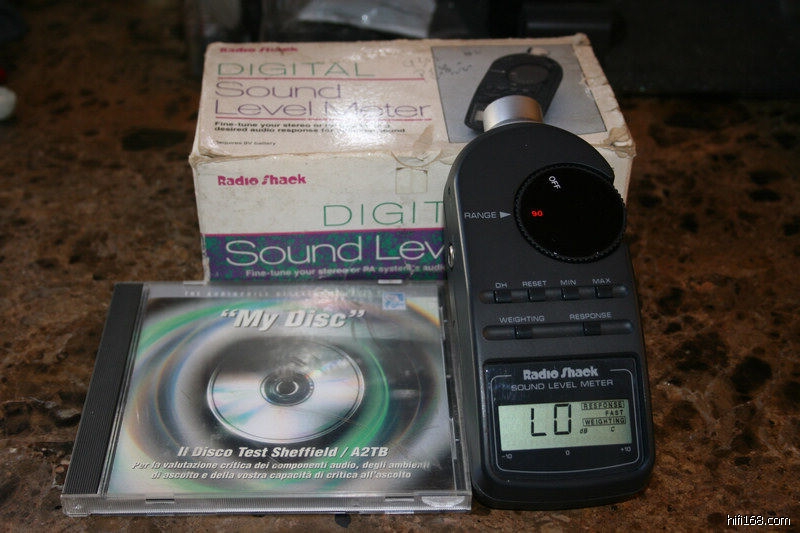 Radio Shack
DIGITAL
Sound
Level Meter
Fine-tune your stereo or
desired audio response for
sound
Requires 9V battery
Radio Shack
DIGIT
Sound Lev
Fine-tune your stereo or PA system's audio
OFF
RANGE
90
DH RESET MIN MAX
WEIGHTING RESPONSE
Radio Shack
SOUND LEVEL METER
LO
RESPONSE
FAST
WEIGHTING
dB C
-10 0 +10
"My Disc"
Il Disco Test Sheffield / A2TB
Per la valutazione critica dei componenti audio, degli ambienti
di ascolto e della vostra capacità di critica all'ascolto
hifi168.com